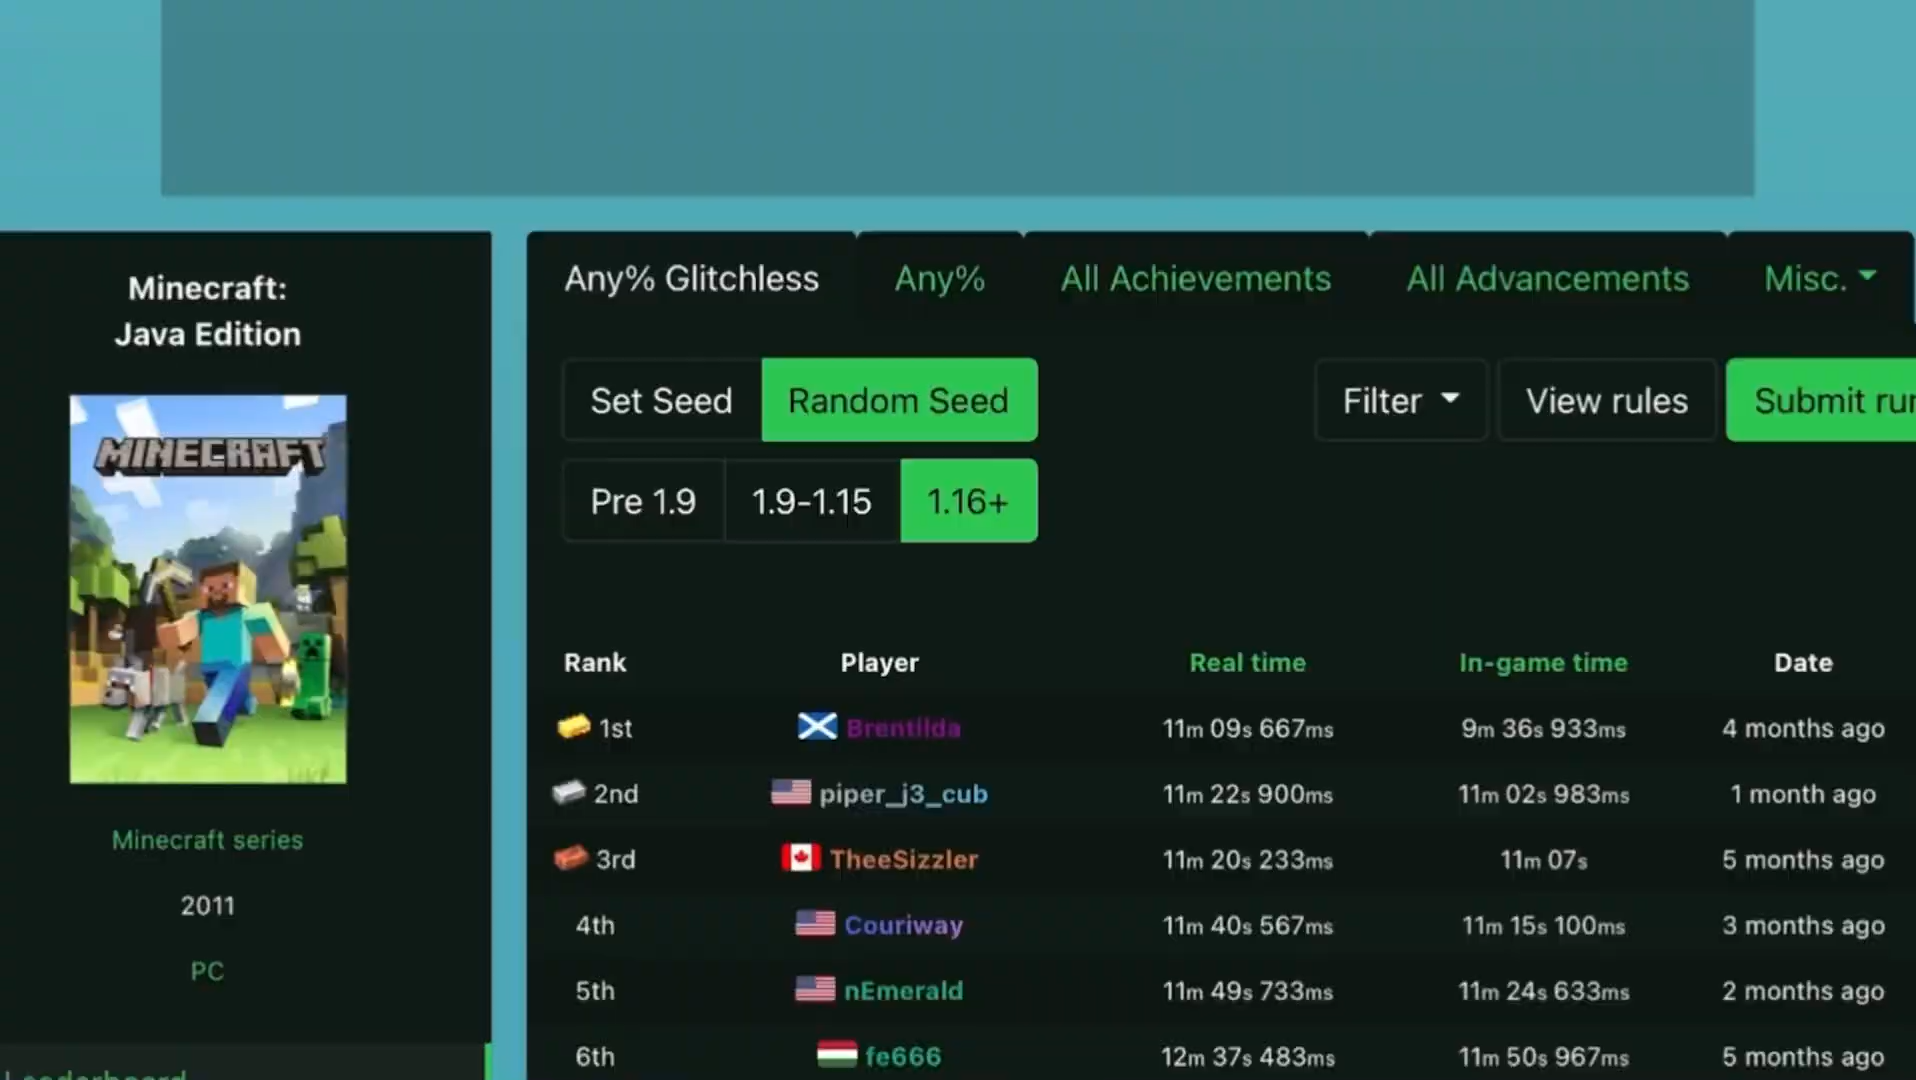 Minecraft:
Java Edition
MINECRAFT
Minecraft series
2011
PC
Any% Glitchless Any% All Achievements All Advancements Misc.
Set Seed Random Seed Filter View rules Submit run
Pre 1.9 1.9-1.15 1.16+
Rank Player Real time In-game time Date
1st Brentilda 11m 09s 667ms 9m 36s 933ms 4 months ago
2nd piper_j3_cub 11m 22s 900ms 11m 02s 983ms 1 month ago
3rd TheeSizzler 11m 20s 233ms 11m 07s 5 months ago
4th Couriway 11m 40s 567ms 11m 15s 100ms 3 months ago
5th nEmerald 11m 49s 733ms 11m 24s 633ms 2 months ago
6th fe666 12m 37s 483ms 11m 50s 967ms 5 months ago